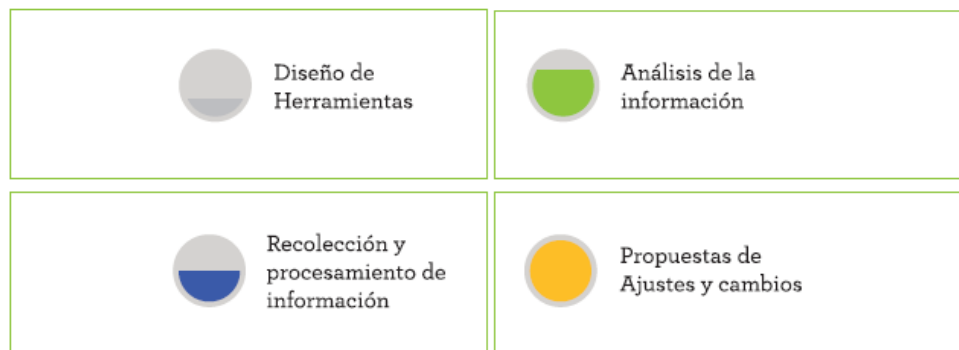 Diseño de
Herramientas
Análisis de la
información
Recolección y
procesamiento de
información
Propuestas de
Ajustes y cambios